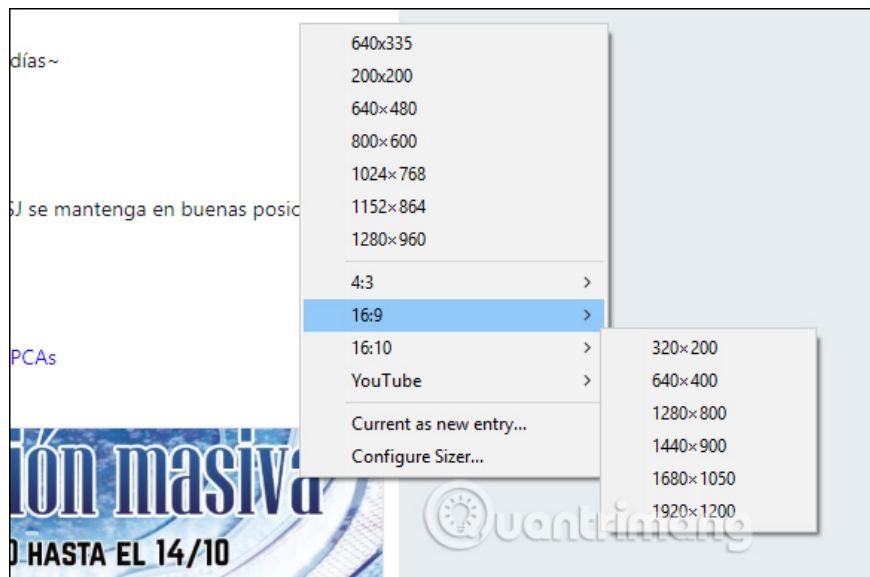 días~
SJ se mantenga en buenas posic
PCAs
ión masiva
O HASTA EL 14/10
640x335
200x200
640×480
800×600
1024×768
1152×864
1280×960
4:3
16:9
16:10
YouTube
Current as new entry...
Configure Sizer...
320×200
640×400
1280×800
1440×900
1680×1050
1920×1200
Quantrimang